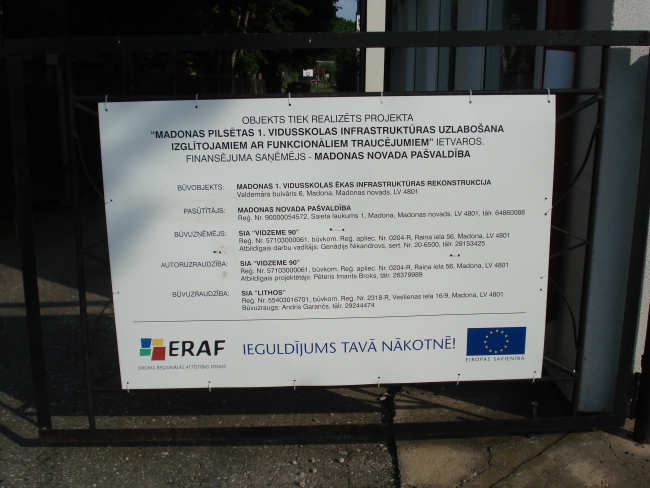 OBJEKTS TIEK REALIZĒTS PROJEKTA
"MADONAS PILSĒTAS 1. VIDUSSKOLAS INFRASTRUKTŪRAS UZLABOŠANA
IZGLĪTOJAMIEM AR FUNKCIONĀLIEM TRAUCĒJUMIEM" IETVAROS.
FINANSĒJUMA SAŅĒMĒJS - MADONAS NOVADA PAŠVALDĪBA
BŪVOBJEKTS: MADONAS 1. VIDUSSKOLAS ĒKAS INFRASTRUKTŪRAS REKONSTRUKCIJA
Valdemāra bulvāris 6, Madona, Madonas novads, LV 4801
PASŪTĪTĀJS: MADONAS NOVADA PAŠVALDĪBA
Reģ. Nr. 90000054572, Saieta laukums 1, Madona, Madonas novads, LV 4801, tālr. 64860088
BŪVUZŅĒMĒJS: SIA "VIDZEME 90"
Reģ. Nr. 57103000061, būvkom. Reģ. apliec. Nr. 0204-R, Raiņa iela 56, Madona, LV 4801
Atbildīgais darbu vadītājs: Genādijs Nikandrovs, sert. Nr. 20-6500, tālr. 29153425
AUTORUZRAUDZĪBA: SIA "VIDZEME 90"
Reģ. Nr. 57103000061, būvkom. Reģ. apliec. Nr. 0204-R, Raiņa iela 56, Madona, LV 4801
Atbildīgais projektētājs: Pēteris Imants Broks, tālr. 26379989
BŪVUZRAUDZĪBA: SIA "LITHOS"
Reģ. Nr. 55403016701, būvkom. Reģ. Nr. 2318-R, Vestienas iela 16/9, Madona, LV 4801
Būvuzraugs: Andris Garančs, tālr. 29244474
ERAF IEGULDĪJUMS TAVĀ NĀKOTNĒ!
EIROPAS REĢIONĀLĀS ATTĪSTĪBAS FONDS EIROPAS SAVIENĪBA